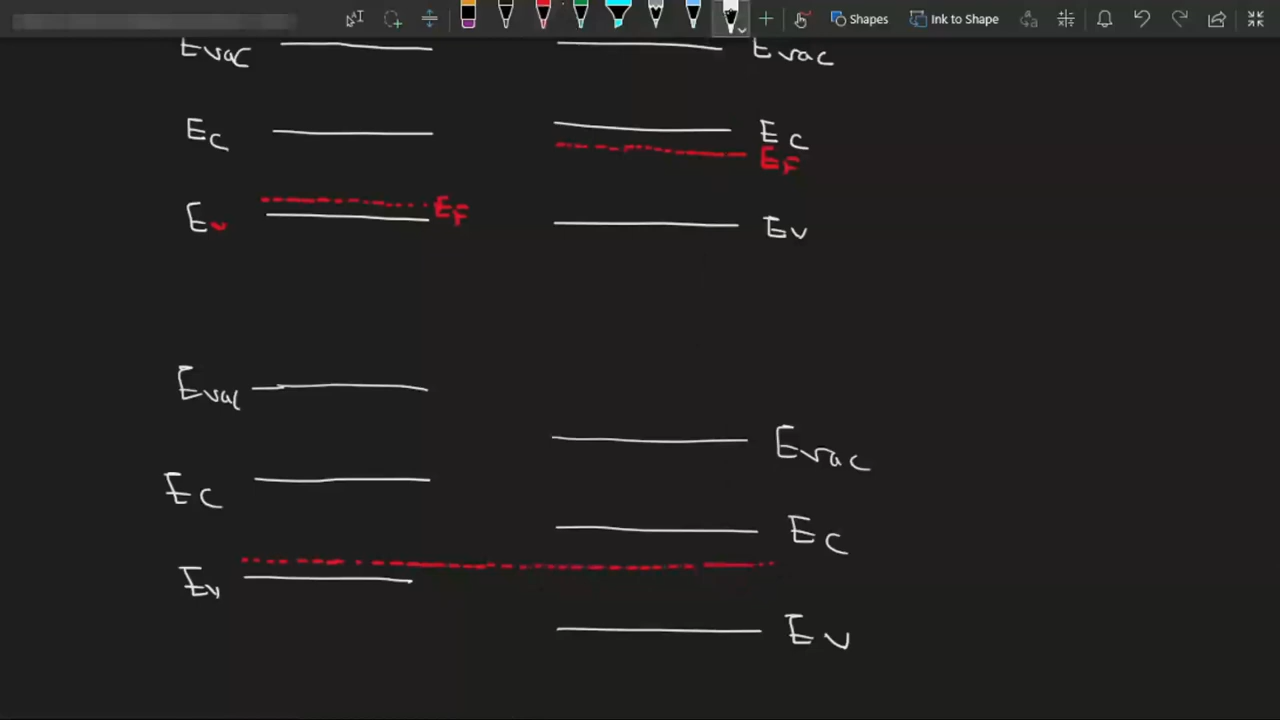 Shapes Ink to Shape
Evac Evac
Ec Ec
EF
Ev EF Ev
Evac
Evac
Ec
Ec
Ev
Ev